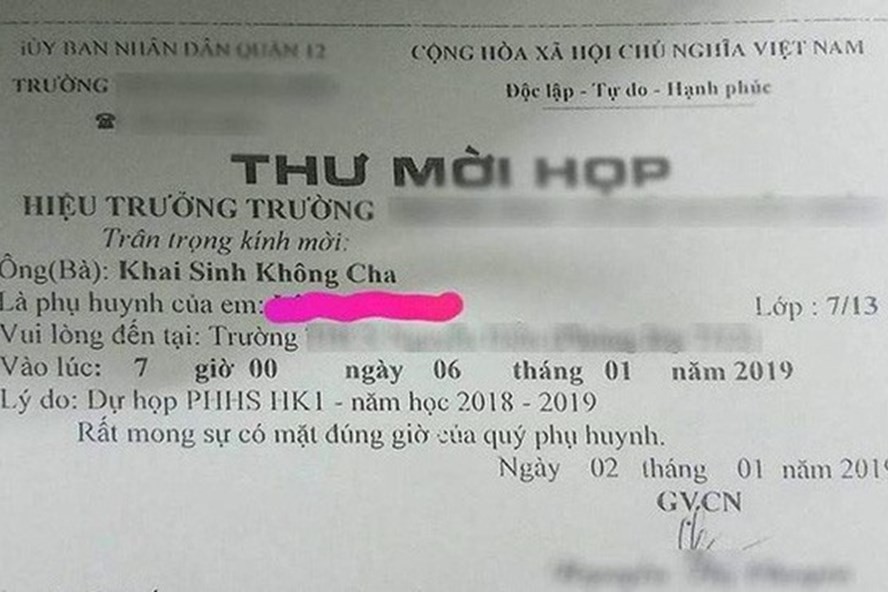 ỦY BAN NHÂN DÂN QUẬN 12
CỘNG HÒA XÃ HỘI CHỦ NGHĨA VIỆT NAM
TRƯỜNG
Độc lập - Tự do - Hạnh phúc
THƯ MỜI HỌP
HIỆU TRƯỞNG TRƯỜNG
Trân trọng kính mời:
Ông(Bà): Khai Sinh Không Cha
Là phụ huynh của em: Lớp : 7/13
Vui lòng đến tại: Trường
Vào lúc: 7 giờ 00 ngày 06 tháng 01 năm 2019
Lý do: Dự họp PHHS HK1 - năm học 2018 - 2019
Rất mong sự có mặt đúng giờ của quý phụ huynh.
Ngày 02 tháng 01 năm 2019
GVCN